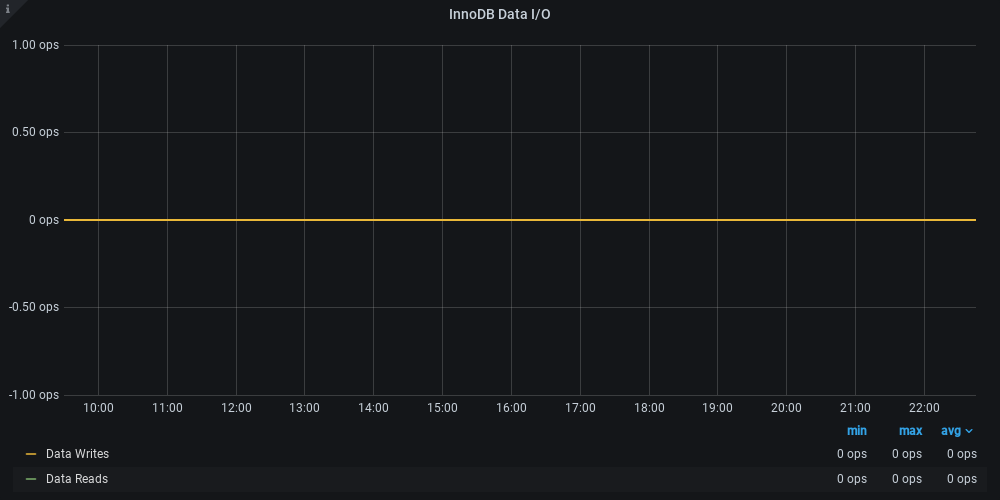 i
InnoDB Data I/O
1.00 ops
0.50 ops
0 ops
-0.50 ops
-1.00 ops
10:00 11:00 12:00 13:00 14:00 15:00 16:00 17:00 18:00 19:00 20:00 21:00 22:00
min max avg
Data Writes 0 ops 0 ops 0 ops
Data Reads 0 ops 0 ops 0 ops